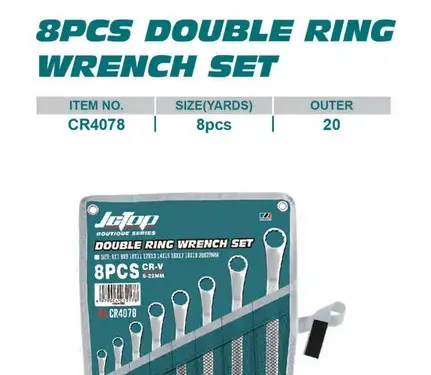 8PCS DOUBLE RING
WRENCH SET
ITEM NO. SIZE(YARDS) OUTER
CR4078 8pcs 20
JcTop
BOUTIQUE SERIES
DOUBLE RING WRENCH SET
8PCS CR-V
6-22MM
CR4078